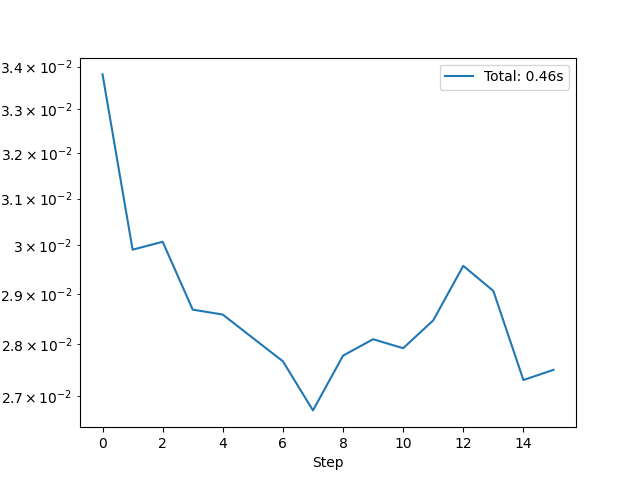 Total: 0.46s
3.4 × 10⁻²
3.3 × 10⁻²
3.2 × 10⁻²
3.1 × 10⁻²
3 × 10⁻²
2.9 × 10⁻²
2.8 × 10⁻²
2.7 × 10⁻²
0 2 4 6 8 10 12 14
Step